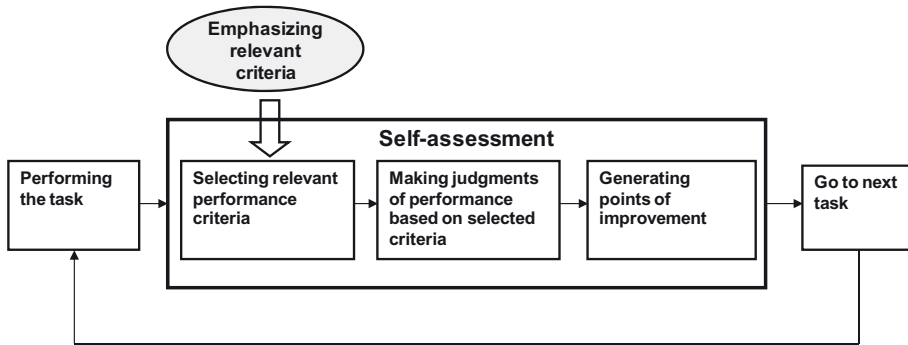 Emphasizing
relevant
criteria
Self-assessment
Performing
the task
Selecting relevant
performance
criteria
Making judgments
of performance
based on selected
criteria
Generating
points of
improvement
Go to next
task